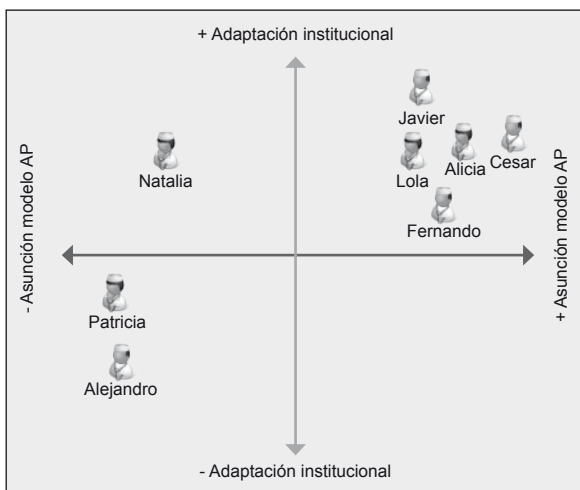 + Adaptación institucional
Javier
Natalia
Lola
Alicia
Cesar
Fernando
- Asunción modelo AP
+ Asunción modelo AP
Patricia
Alejandro
- Adaptación institucional